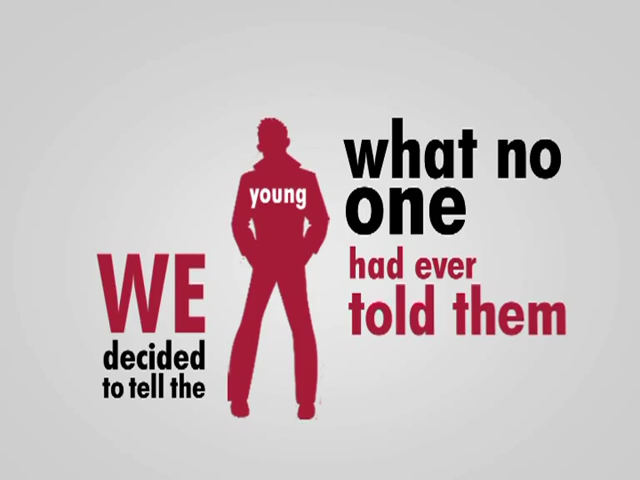 WE
decided
to tell the
young
what no
one
had ever
told them